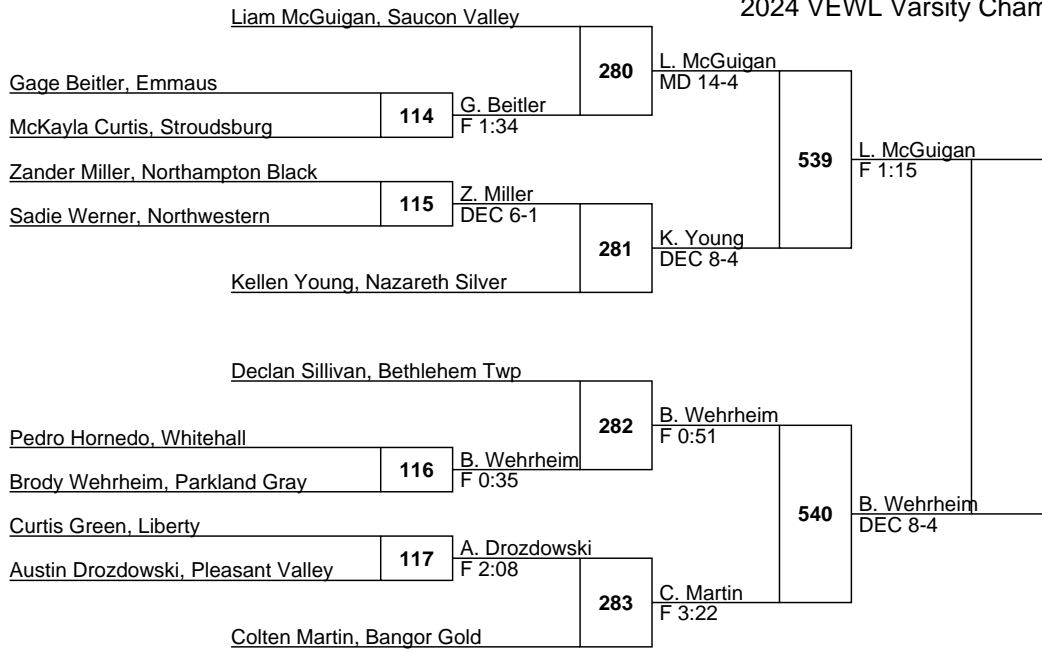 2024 VEWL Varsity Cham
Liam McGuigan, Saucon Valley
280
L. McGuigan
MD 14-4
Gage Beitler, Emmaus
114
G. Beitler
F 1:34
McKayla Curtis, Stroudsburg
539
L. McGuigan
F 1:15
Zander Miller, Northampton Black
115
Z. Miller
DEC 6-1
Sadie Werner, Northwestern
281
K. Young
DEC 8-4
Kellen Young, Nazareth Silver
Declan Sillivan, Bethlehem Twp
282
B. Wehrheim
F 0:51
Pedro Hornedo, Whitehall
116
B. Wehrheim
F 0:35
Brody Wehrheim, Parkland Gray
540
B. Wehrheim
DEC 8-4
Curtis Green, Liberty
117
A. Drozdowski
F 2:08
Austin Drozdowski, Pleasant Valley
283
C. Martin
F 3:22
Colten Martin, Bangor Gold